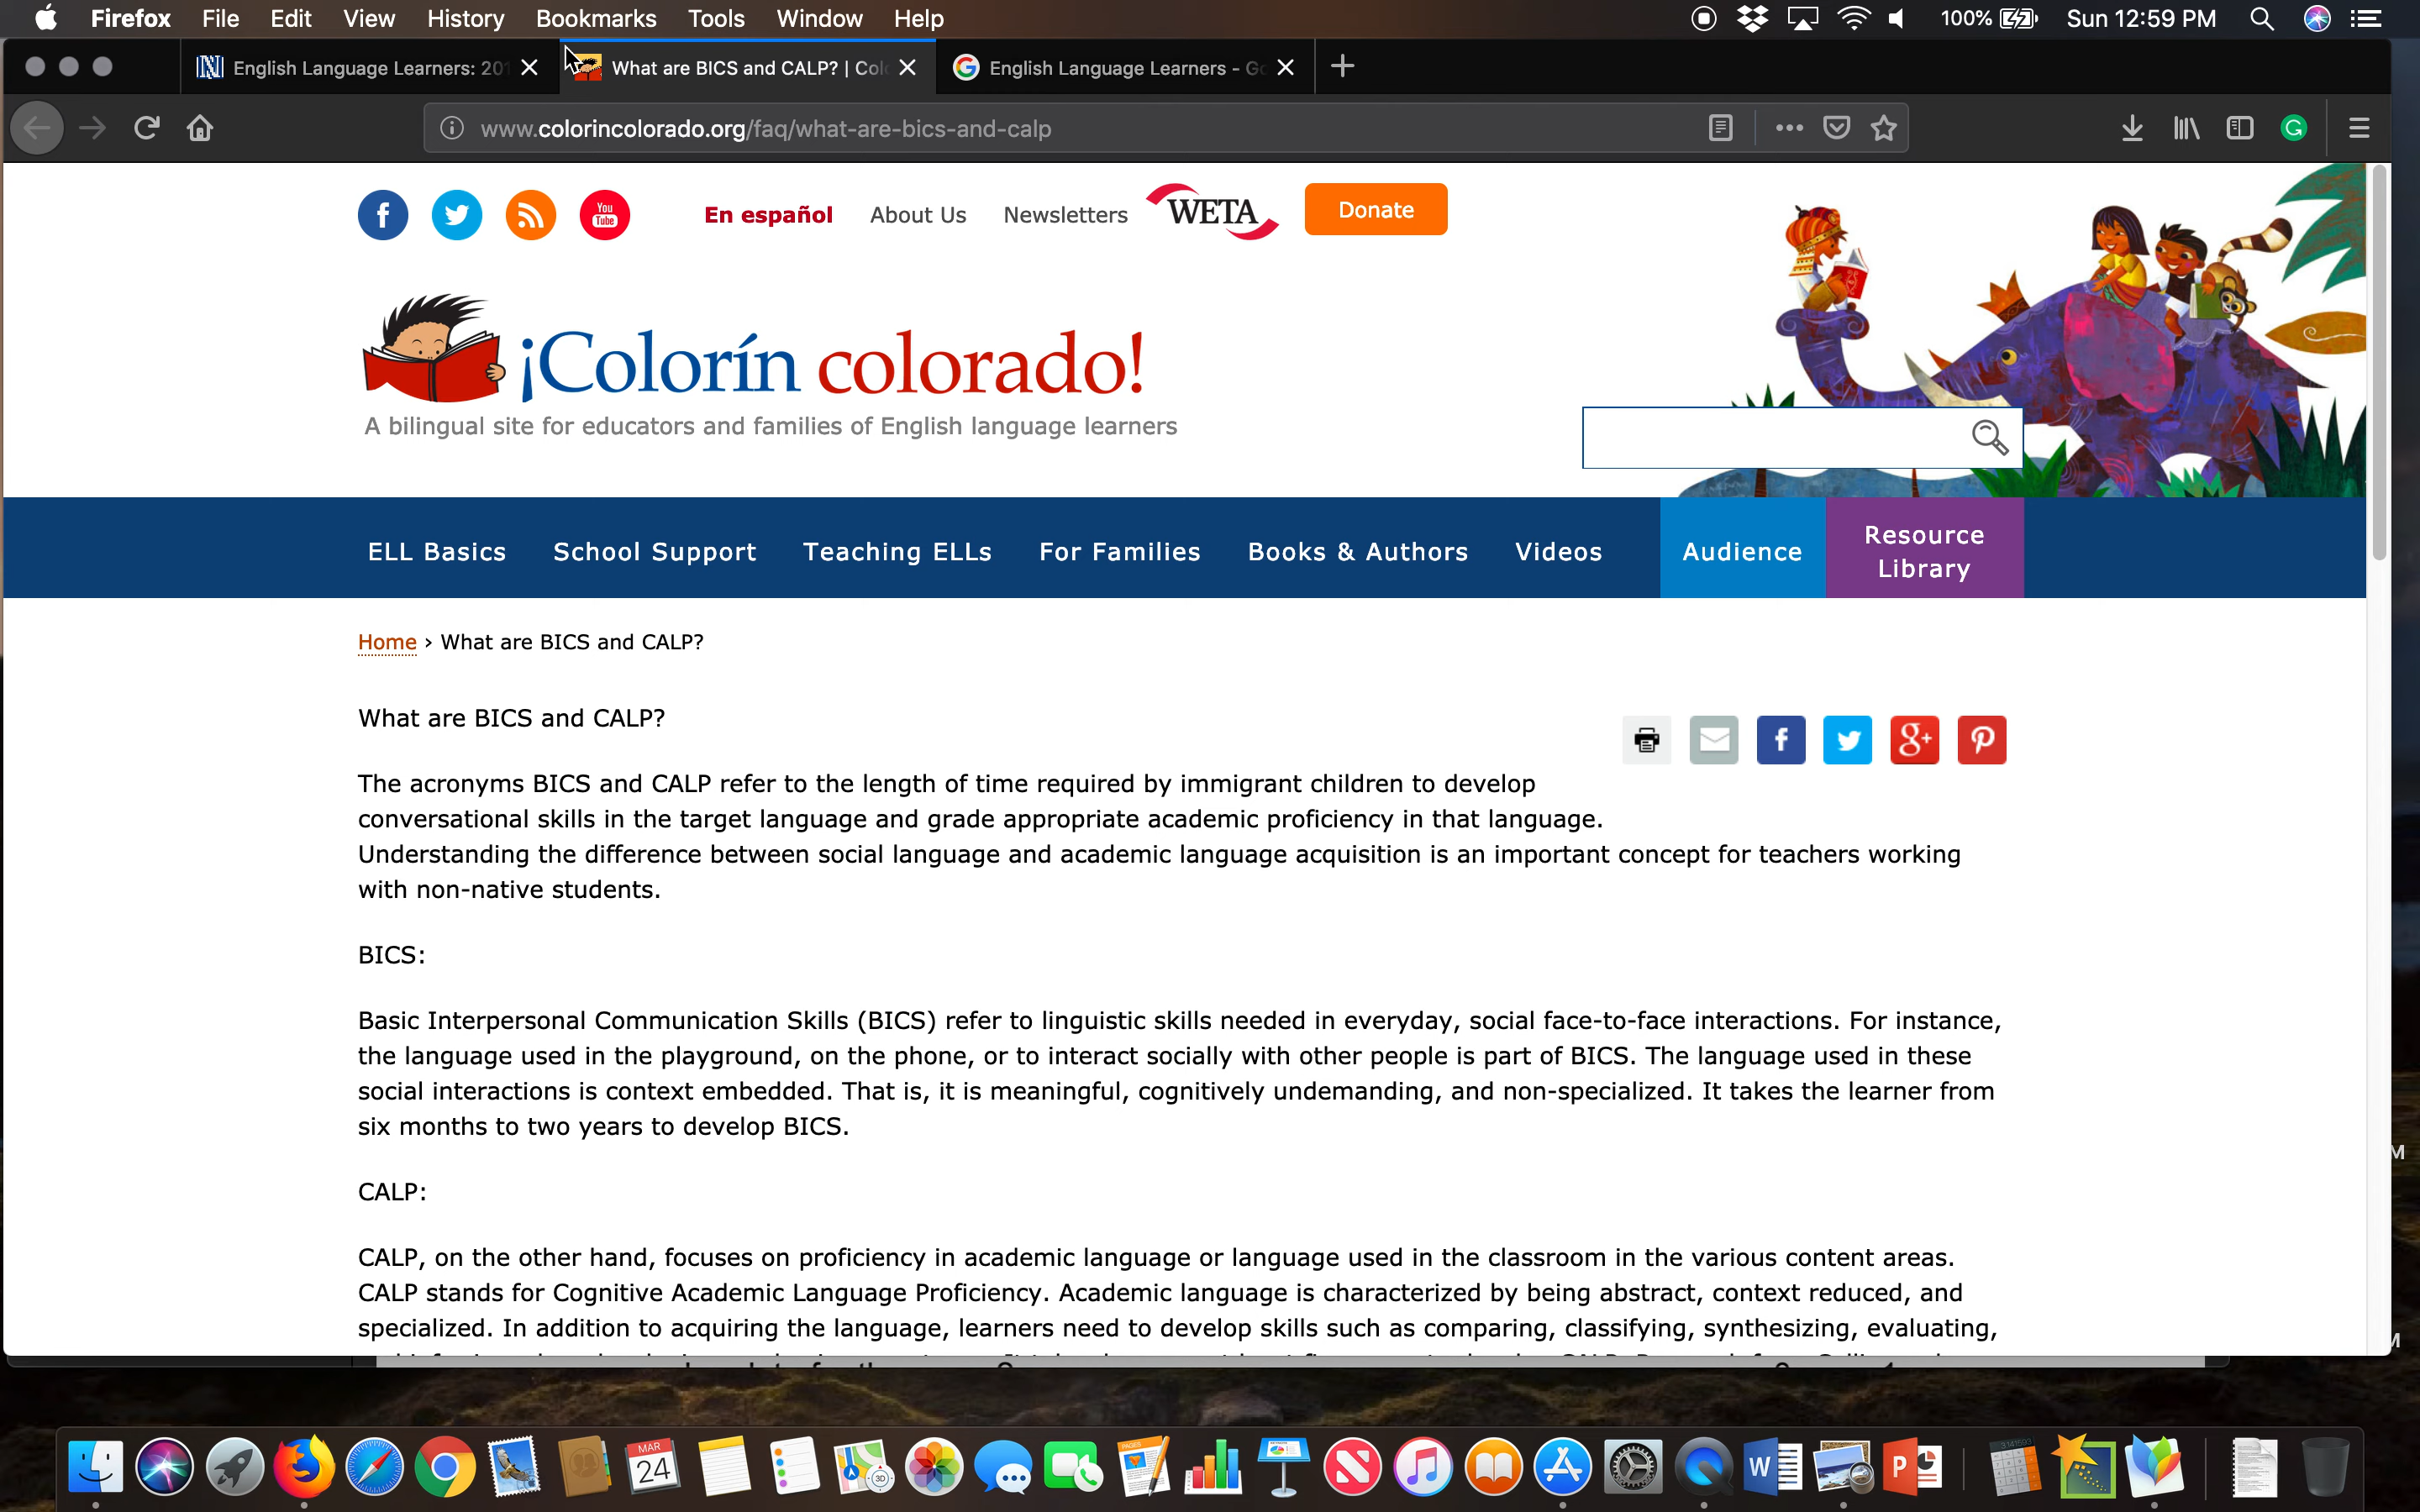 Firefox File Edit View History Bookmarks Tools Window Help 100% Sun 12:59 PM
English Language Learners: 201 What are BICS and CALP? | Col English Language Learners - Go
www.colorincolorado.org/faq/what-are-bics-and-calp
You Tube En español About Us Newsletters WETA Donate
¡Colorín colorado!
A bilingual site for educators and families of English language learners
ELL Basics School Support Teaching ELLs For Families Books & Authors Videos Audience Resource Library
Home › What are BICS and CALP?
What are BICS and CALP?
The acronyms BICS and CALP refer to the length of time required by immigrant children to develop
conversational skills in the target language and grade appropriate academic proficiency in that language.
Understanding the difference between social language and academic language acquisition is an important concept for teachers working
with non-native students.
BICS:
Basic Interpersonal Communication Skills (BICS) refer to linguistic skills needed in everyday, social face-to-face interactions. For instance,
the language used in the playground, on the phone, or to interact socially with other people is part of BICS. The language used in these
social interactions is context embedded. That is, it is meaningful, cognitively undemanding, and non-specialized. It takes the learner from
six months to two years to develop BICS.
CALP:
CALP, on the other hand, focuses on proficiency in academic language or language used in the classroom in the various content areas.
CALP stands for Cognitive Academic Language Proficiency. Academic language is characterized by being abstract, context reduced, and
specialized. In addition to acquiring the language, learners need to develop skills such as comparing, classifying, synthesizing, evaluating,
MAR
24
PAGES
3D
W
P